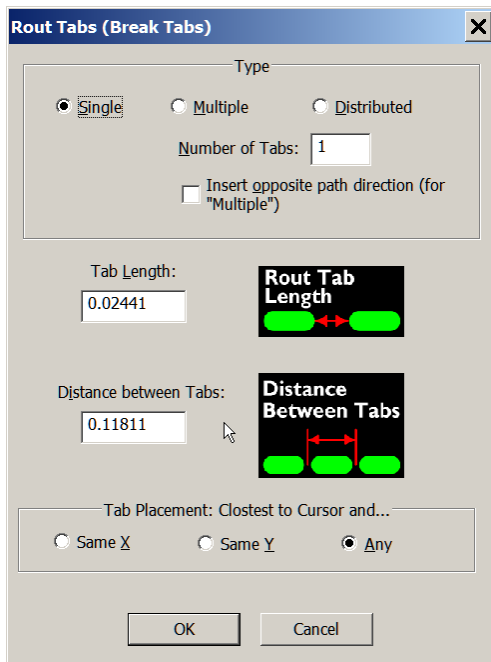 Rout Tabs (Break Tabs)
Type
Single Multiple Distributed
Number of Tabs: 1
Insert opposite path direction (for
"Multiple")
Tab Length:
0.02441
Rout Tab
Length
Distance between Tabs:
0.11811
Distance
Between Tabs
Tab Placement: Clostest to Cursor and...
Same X Same Y Any
OK Cancel